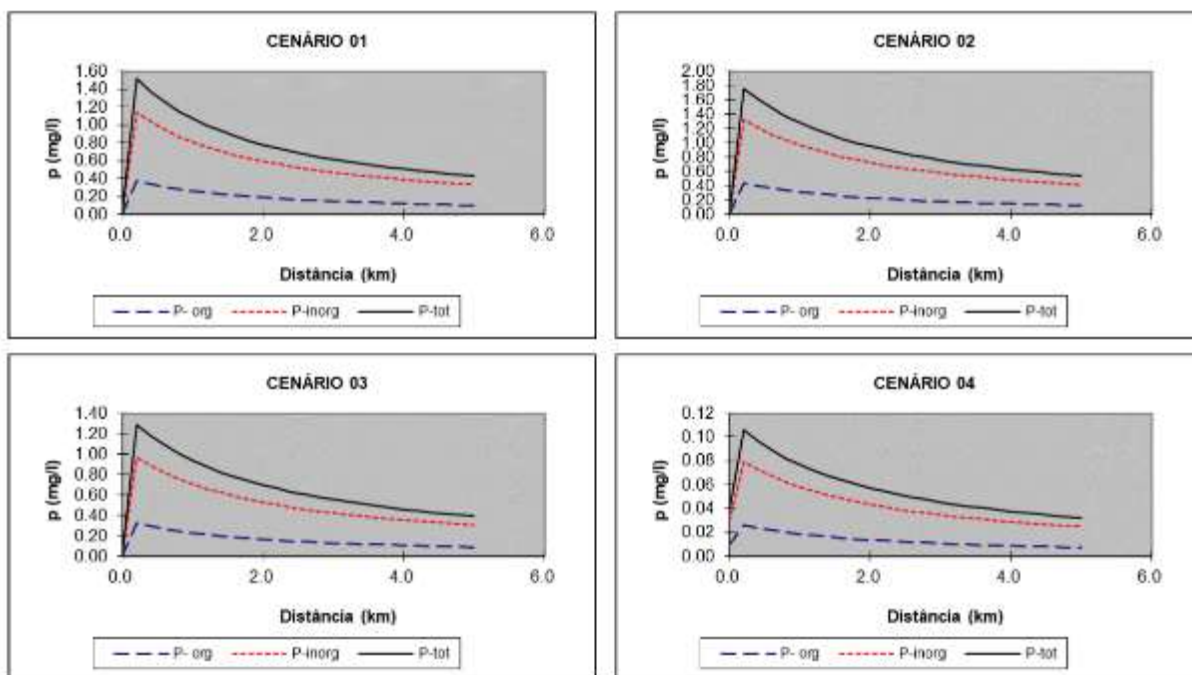 CENÁRIO 01
1.60
1.40
1.20
1.00
0.80
0.60
0.40
0.20
0.00
p (mg/l)
0.0 2.0 4.0 6.0
Distância (km)
P- org P-inorg P-tot
CENÁRIO 02
2.00
1.80
1.60
1.40
1.20
1.00
0.80
0.60
0.40
0.20
0.00
p (mg/l)
0.0 2.0 4.0 6.0
Distância (km)
P- org P-inorg P-tot
CENÁRIO 03
1.40
1.20
1.00
0.80
0.60
0.40
0.20
0.00
p (mg/l)
0.0 2.0 4.0 6.0
Distância (km)
P- org P-inorg P-tot
CENÁRIO 04
0.12
0.10
0.08
0.06
0.04
0.02
0.00
p (mg/l)
0.0 2.0 4.0 6.0
Distância (km)
P- org P-inorg P-tot